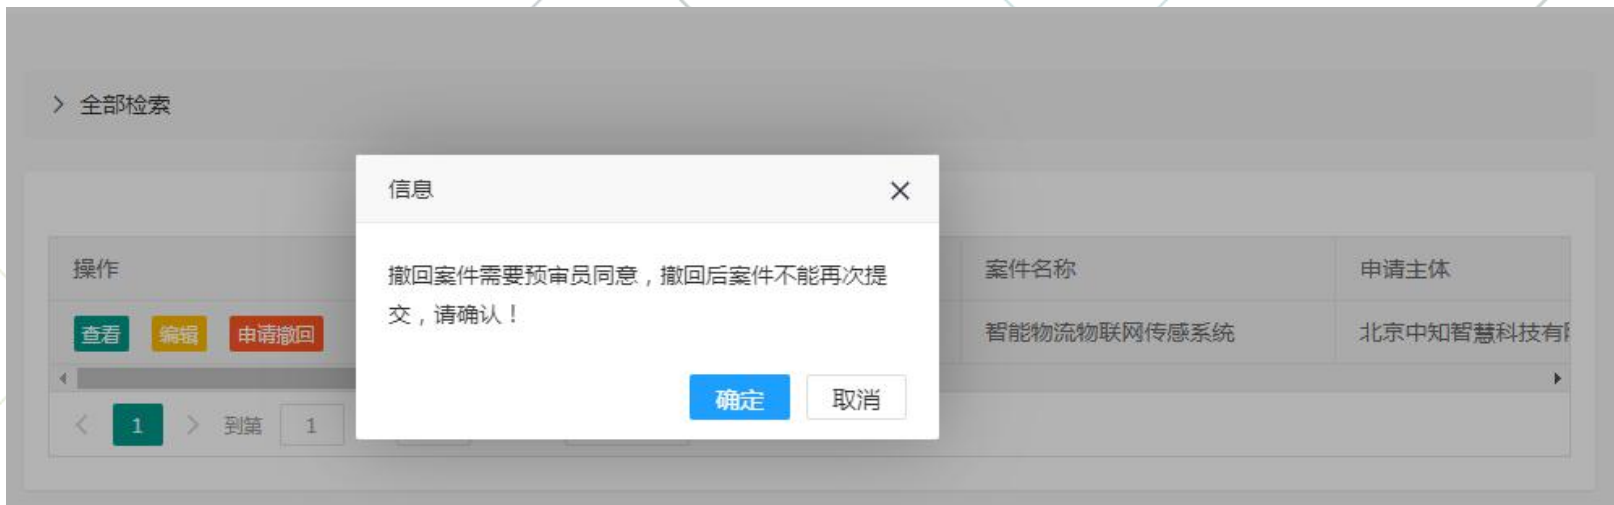 全部检索
信息
撤回案件需要预审员同意，撤回后案件不能再次提
交，请确认！
确定 取消
操作 案件名称 申请主体
查看 编辑 申请撤回 智能物流物联网传感系统 北京中知智慧科技有
1 到第 1